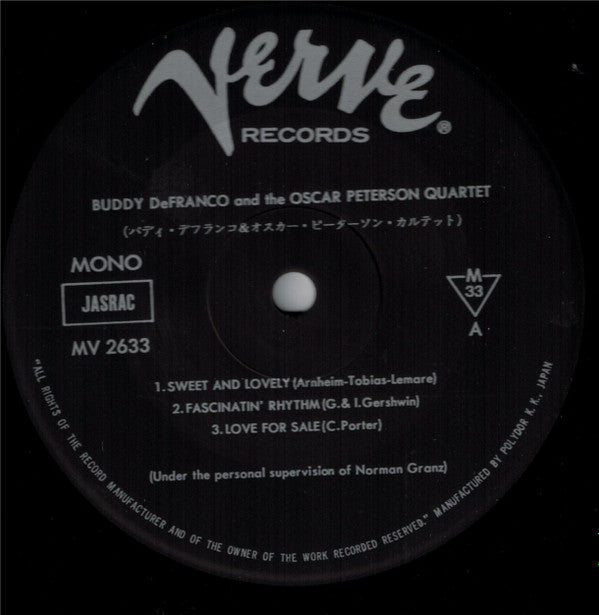 VERVE®
RECORDS
BUDDY DeFRANCO and the OSCAR PETERSON QUARTET
(バディ・デフランコ&オスカー・ピーターソン・カルテット)
MONO
JASRAC
MV 2633
M
33
A
1. SWEET AND LOVELY (Arnheim-Tobias-Lemare)
2. FASCINATIN' RHYTHM (G. & I. Gershwin)
3. LOVE FOR SALE (C. Porter)
(Under the personal supervision of Norman Granz)
"ALL RIGHTS OF THE RECORD MANUFACTURER AND OF THE OWNER OF THE WORK RECORDED RESERVED." MANUFACTURED BY POLYDOR K. K., JAPAN